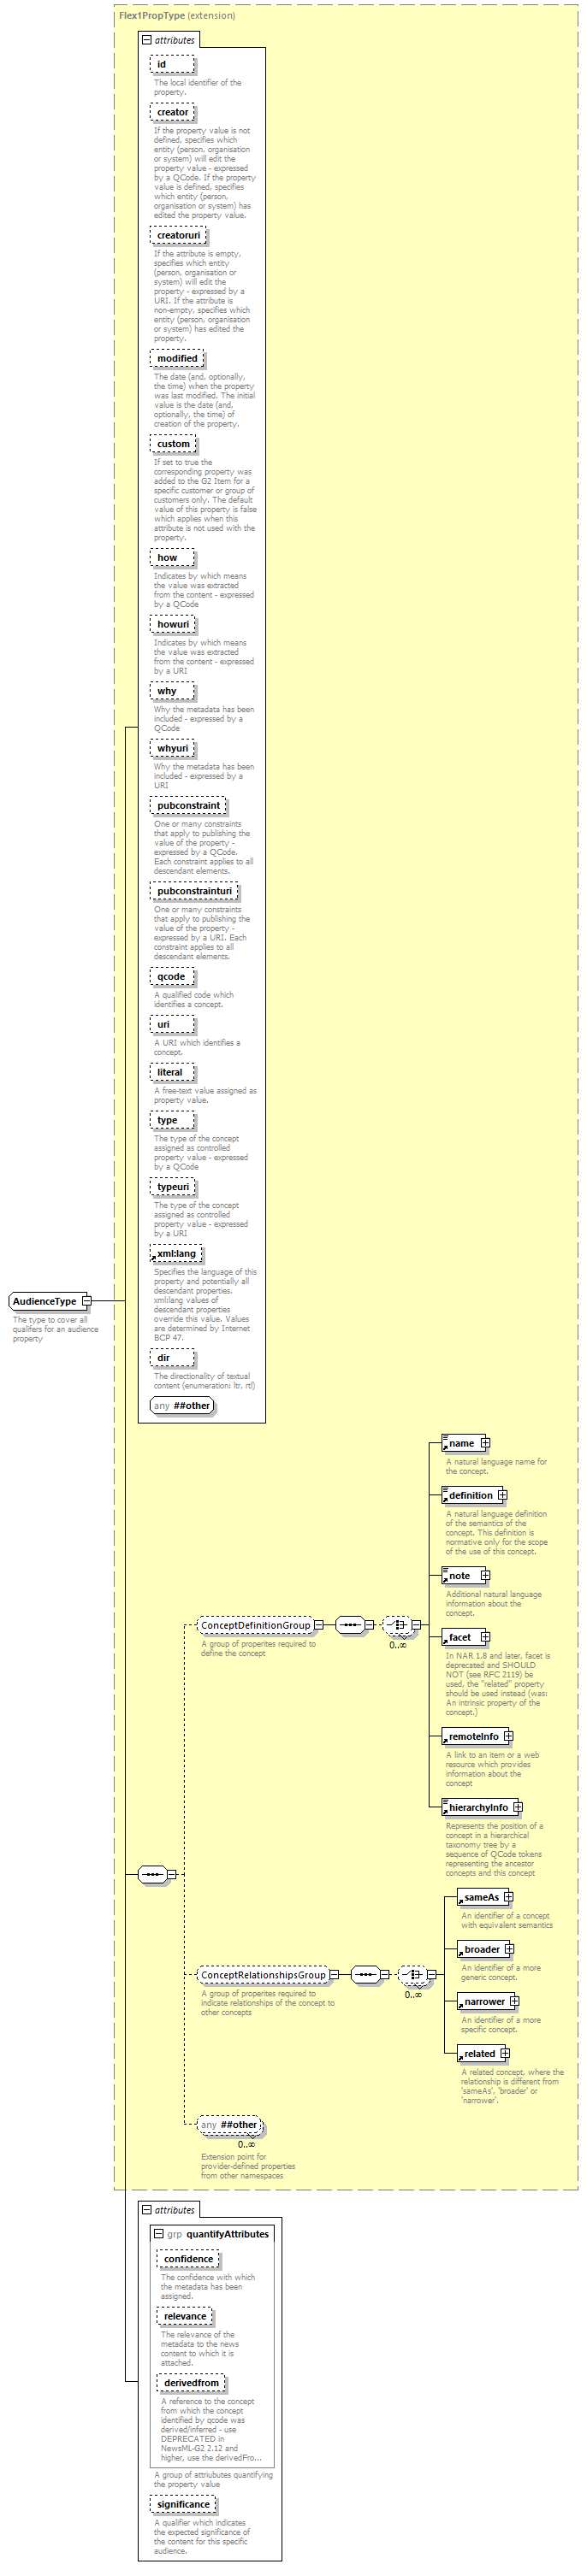 Flex1PropType (extension)
attributes
id
The local identifier of the
property.
creator
If the property value is not
defined, specifies which
entity (person, organisation
or system) will edit the
property value - expressed
by a QCode. If the property
value is defined, specifies
which entity (person,
organisation or system) has
edited the property value.
creatoruri
If the attribute is empty,
specifies which entity
(person, organisation or
system) will edit the
property - expressed by a
URI. If the attribute is
non-empty, specifies which
entity (person, organisation
or system) has edited the
property.
modified
The date (and, optionally,
the time) when the property
was last modified. The initial
value is the date (and,
optionally, the time) of
creation of the property.
custom
If set to true the
corresponding property was
added to the G2 Item for a
specific customer or group of
customers only. The default
value of this property is false
which applies when this
attribute is not used with the
property.
how
Indicates by which means
the value was extracted
from the content - expressed
by a QCode
howuri
Indicates by which means
the value was extracted
from the content - expressed
by a URI
why
Why the metadata has been
included - expressed by a
QCode
whyuri
Why the metadata has been
included - expressed by a
URI
pubconstraint
One or many constraints
that apply to publishing the
value of the property -
expressed by a QCode.
Each constraint applies to all
descendant elements.
pubconstrainturi
One or many constraints
that apply to publishing the
value of the property -
expressed by a URI. Each
constraint applies to all
descendant elements.
qcode
A qualified code which
identifies a concept.
uri
A URI which identifies a
concept.
literal
A free-text value assigned as
property value.
type
The type of the concept
assigned as controlled
property value - expressed
by a QCode
typeuri
The type of the concept
assigned as controlled
property value - expressed
by a URI
xml:lang
Specifies the language of this
property and potentially all
descendant properties.
xml:lang values of
descendant properties
override this value. Values
are determined by Internet
BCP 47.
dir
The directionality of textual
content (enumeration: ltr, rtl)
any ##other
AudienceType
The type to cover all
qualifers for an audience
property
name
A natural language name for
the concept.
definition
A natural language definition
of the semantics of the
concept. This definition is
normative only for the scope
of the use of this concept.
note
Additional natural language
information about the
concept.
facet
In NAR 1.8 and later, facet is
deprecated and SHOULD
NOT (see RFC 2119) be
used, the "related" property
should be used instead (was:
An intrinsic property of the
concept.)
remoteInfo
A link to an item or a web
resource which provides
information about the
concept
hierarchyInfo
Represents the position of a
concept in a hierarchical
taxonomy tree by a
sequence of QCode tokens
representing the ancestor
concepts and this concept
ConceptDefinitionGroup
0..∞
A group of properites required to
define the concept
sameAs
An identifier of a concept
with equivalent semantics
broader
An identifier of a more
generic concept.
narrower
An identifier of a more
specific concept.
related
A related concept, where the
relationship is different from
'sameAs', 'broader' or
'narrower'.
ConceptRelationshipsGroup
0..∞
A group of properites required to
indicate relationships of the concept to
other concepts
any ##other
0..∞
Extension point for
provider-defined properties
from other namespaces
attributes
grp quantifyAttributes
confidence
The confidence with which
the metadata has been
assigned.
relevance
The relevance of the
metadata to the news
content to which it is
attached.
derivedfrom
A reference to the concept
from which the concept
identified by qcode was
derived/inferred - use
DEPRECATED in
NewsML-G2 2.12 and
higher, use the derivedFro...
A group of attriubutes quantifying
the property value
significance
A qualifier which indicates
the expected significance of
the content for this specific
audience.